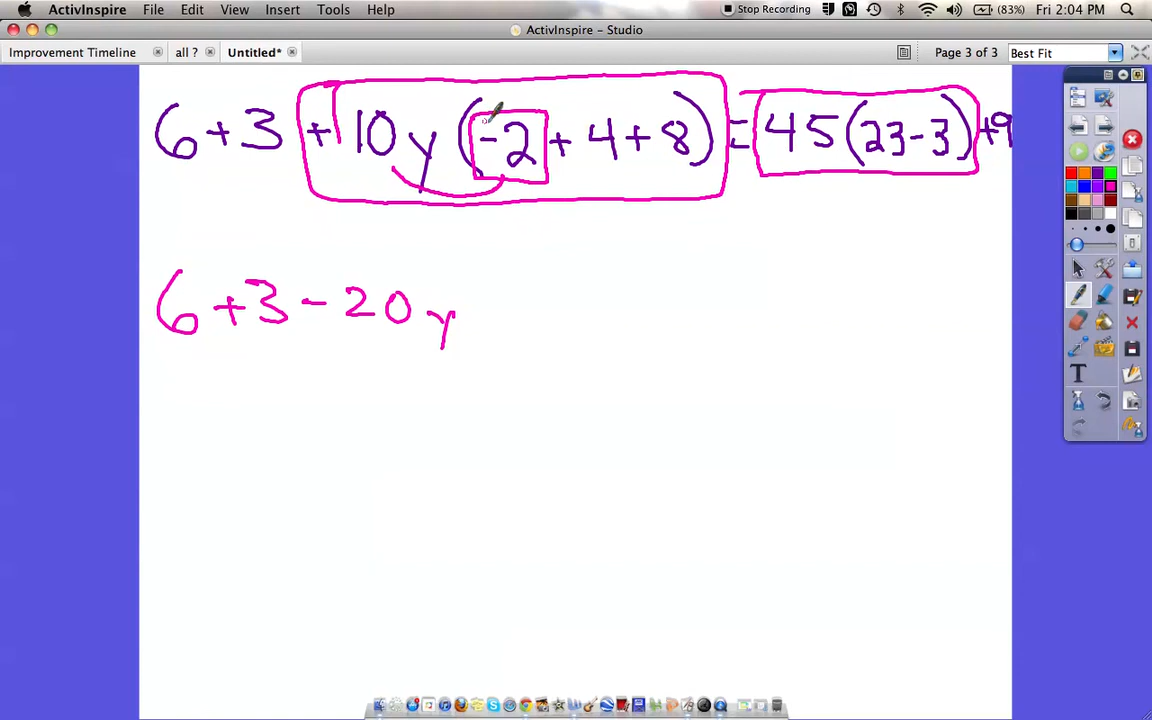 ActivInspire File Edit View Insert Tools Help Stop Recording (83%) Fri 2:04 PM
ActivInspire - Studio
Improvement Timeline all ? Untitled* Page 3 of 3 Best Fit
6+3+10y(-2+4+8)=45(23-3)+9
6+3-20y
T